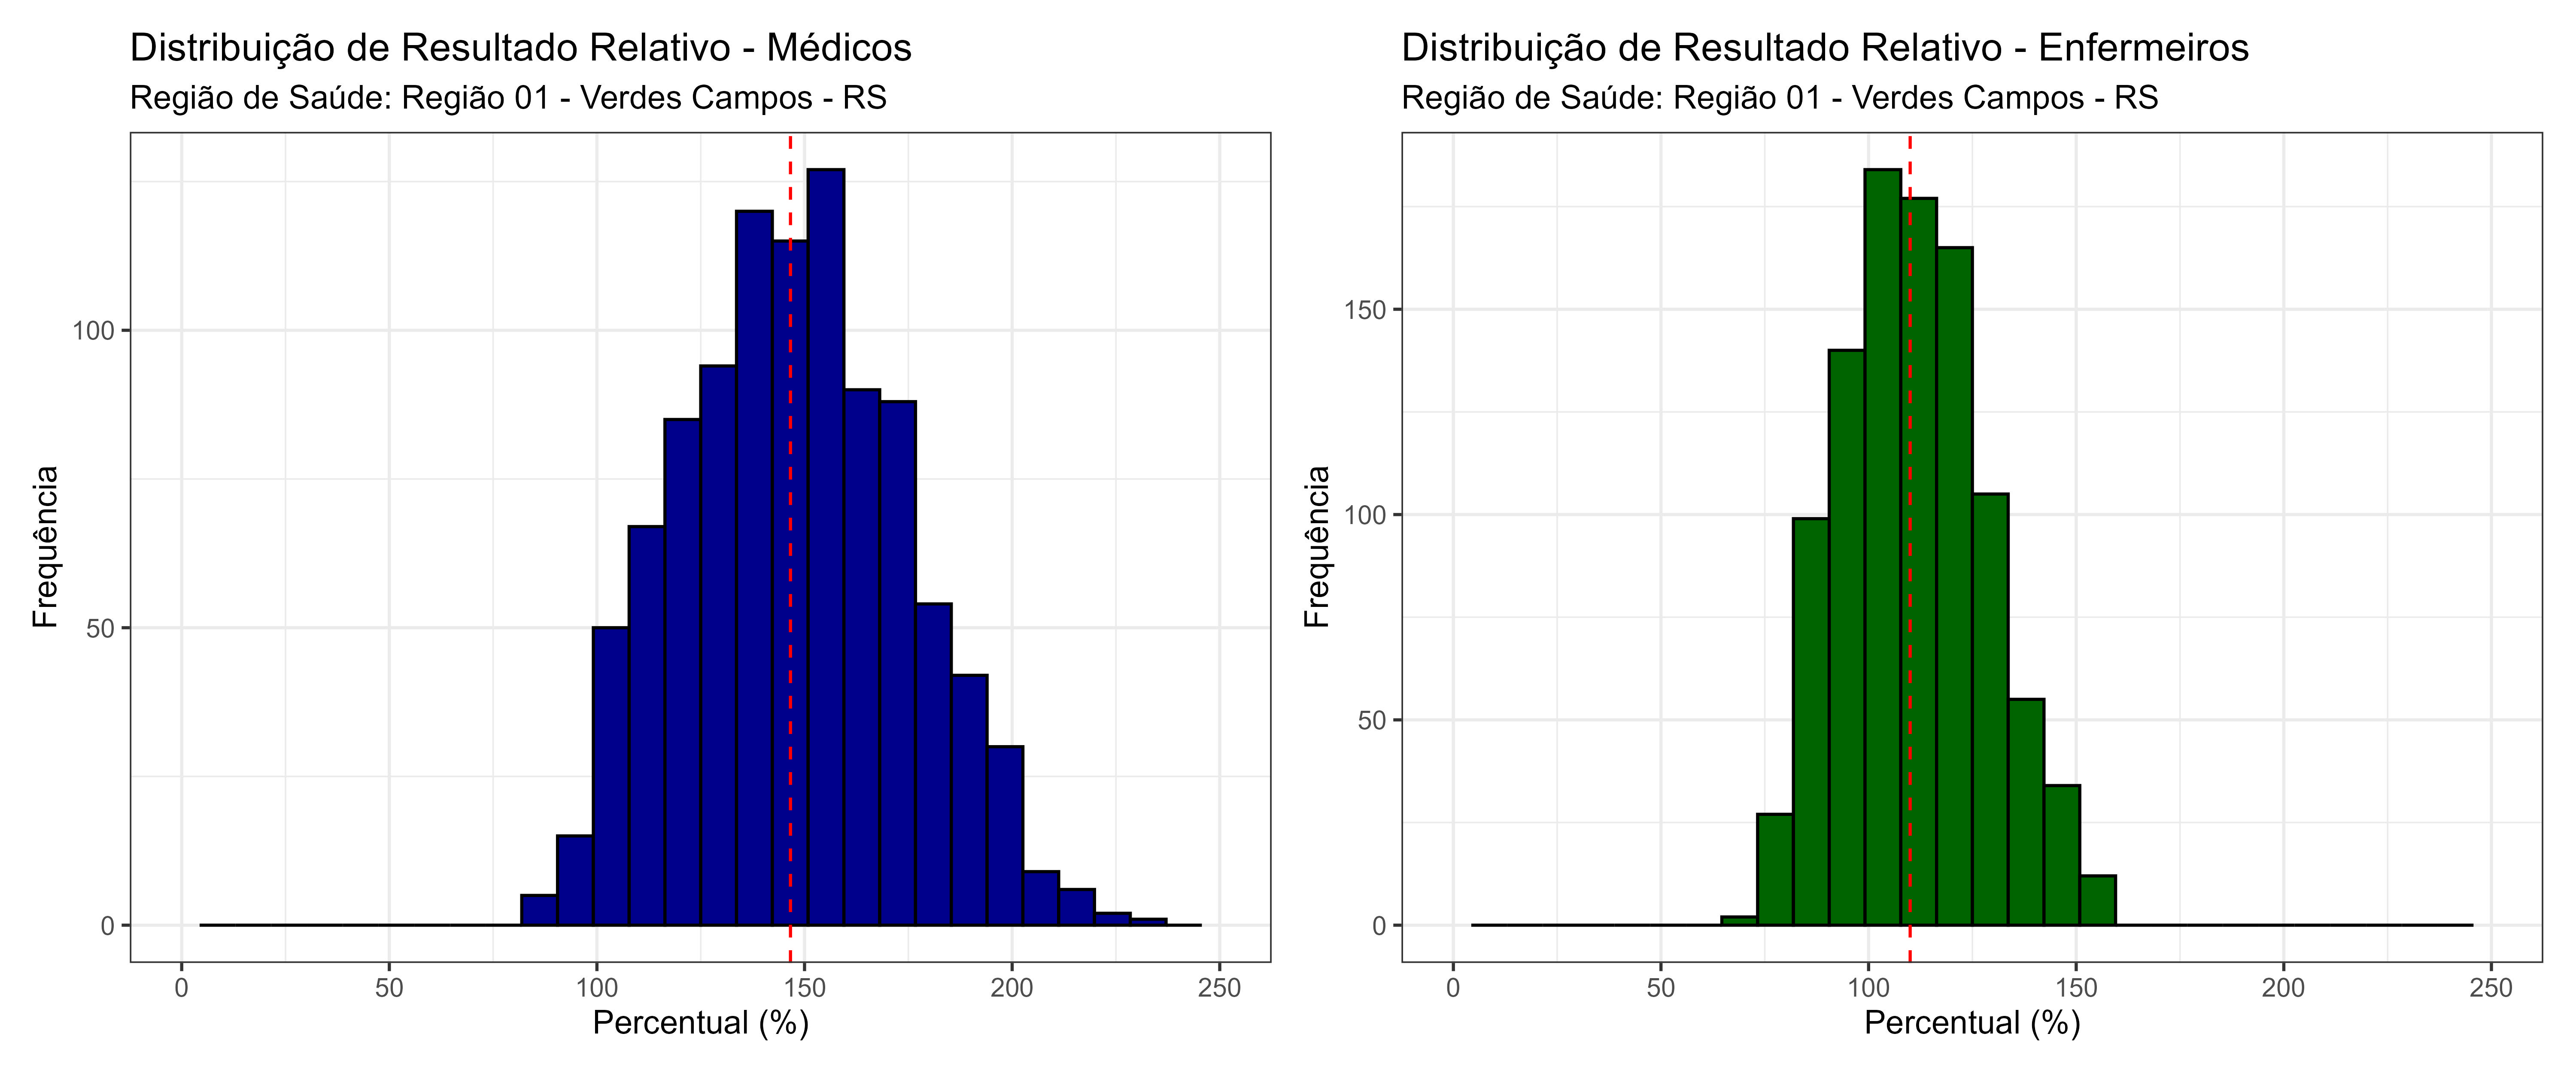 Distribuição de Resultado Relativo - Médicos
Região de Saúde: Região 01 - Verdes Campos - RS
Frequência
100
50
0
0 50 100 150 200 250
Percentual (%)
Distribuição de Resultado Relativo - Enfermeiros
Região de Saúde: Região 01 - Verdes Campos - RS
Frequência
150
100
50
0
0 50 100 150 200 250
Percentual (%)